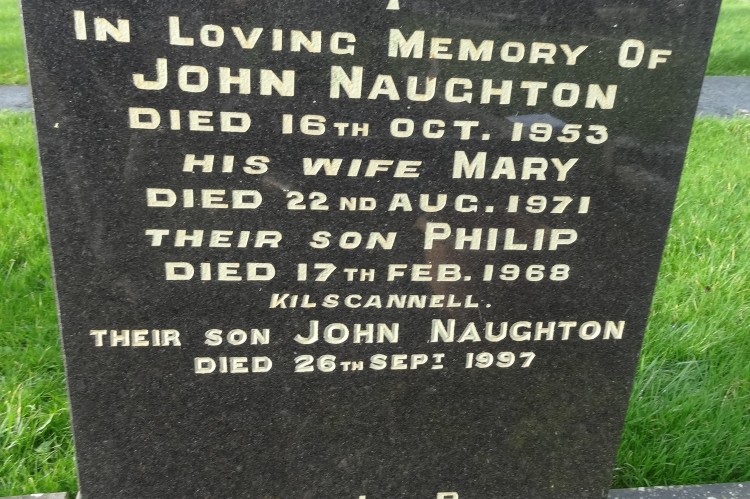 IN LOVING MEMORY OF
JOHN NAUGHTON
DIED 16TH OCT. 1953
HIS WIFE MARY
DIED 22ND AUG. 1971
THEIR SON PHILIP
DIED 17TH FEB. 1968
KILSCANNELL.
THEIR SON JOHN NAUGHTON
DIED 26TH SEPT 1997